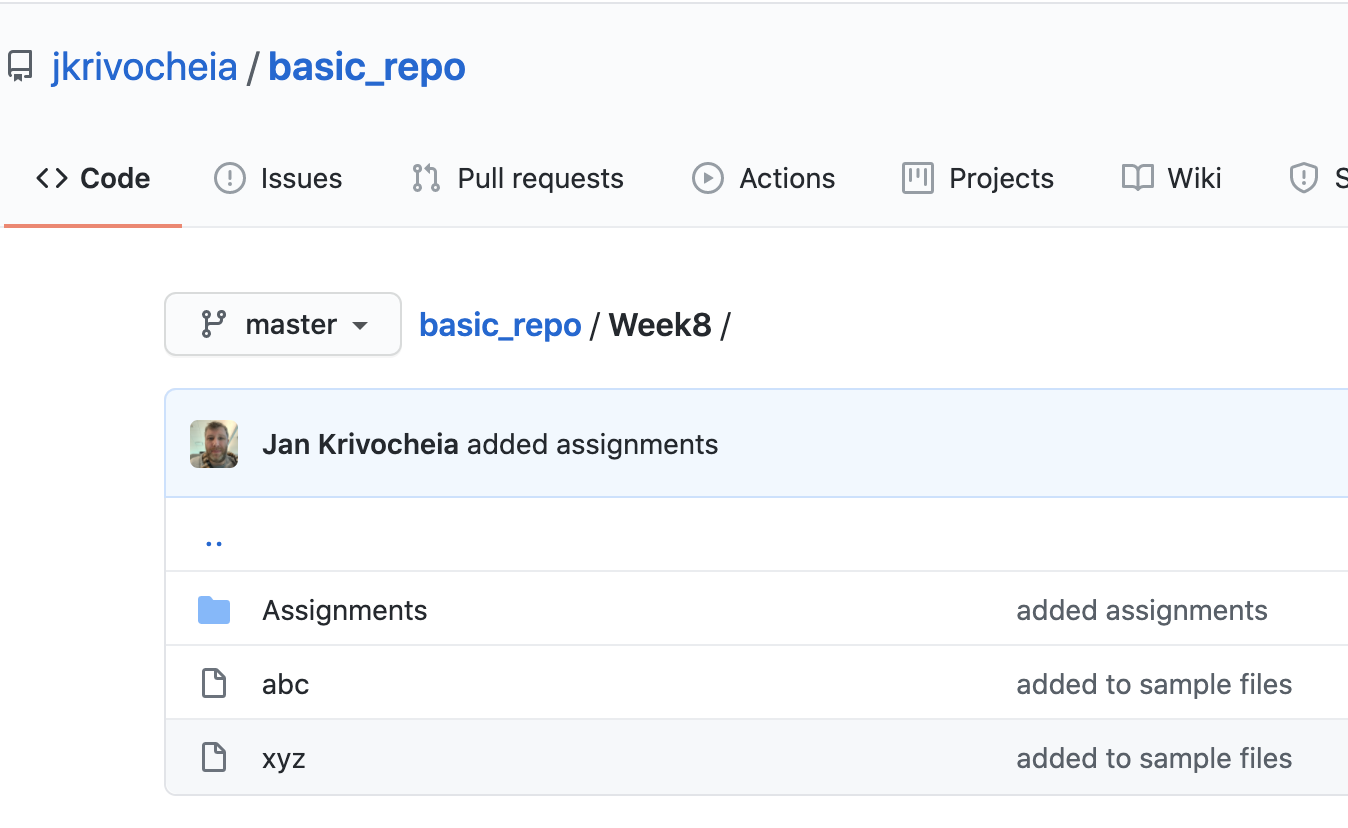 jkrivocheia / basic_repo
Code Issues Pull requests Actions Projects Wiki S
master basic_repo / Week8 /
Jan Krivocheia added assignments
..
Assignments added assignments
abc added to sample files
xyz added to sample files